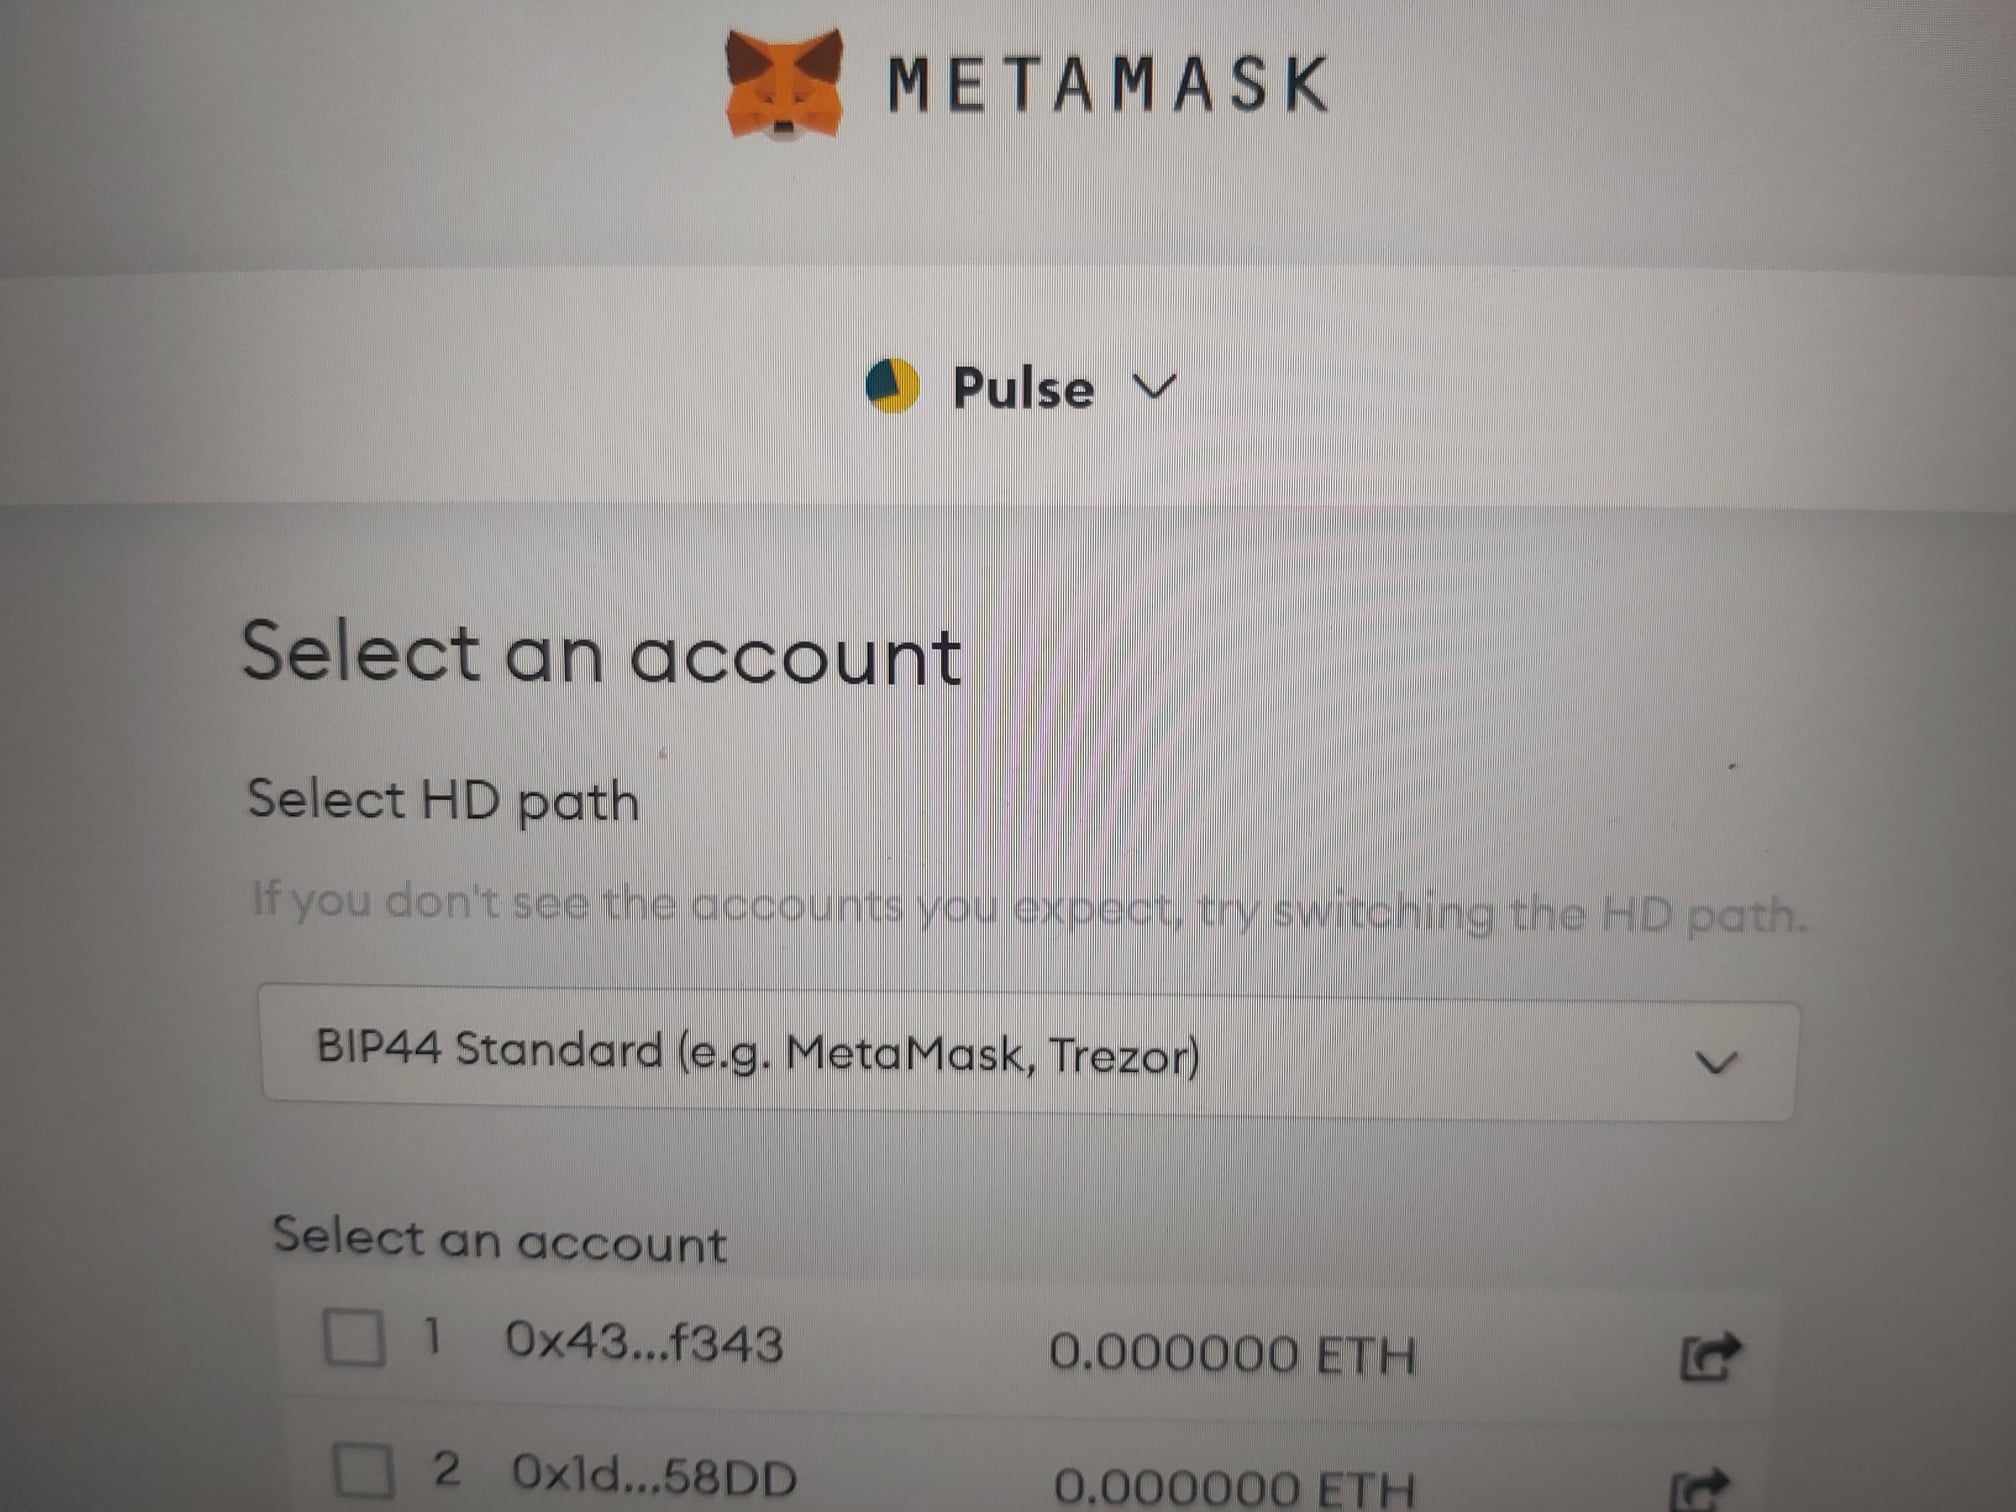 METAMASK
Pulse
Select an account
Select HD path
If you don't see the accounts you expect, try switching the HD path.
BIP44 Standard (e.g. MetaMask, Trezor)
Select an account
1 0x43...f343 0.000000 ETH
2 0x1d...58DD 0.000000 ETH